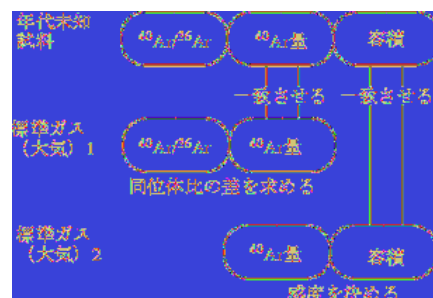 年代未知
試料
⁴⁰Ar/³⁶Ar
⁴⁰Ar量
容積
一致させる
一致させる
標準ガス
（大気）1
⁴⁰Ar/³⁶Ar
⁴⁰Ar量
同位体比の差を求める
標準ガス
（大気）2
⁴⁰Ar量
容積
感度を決める